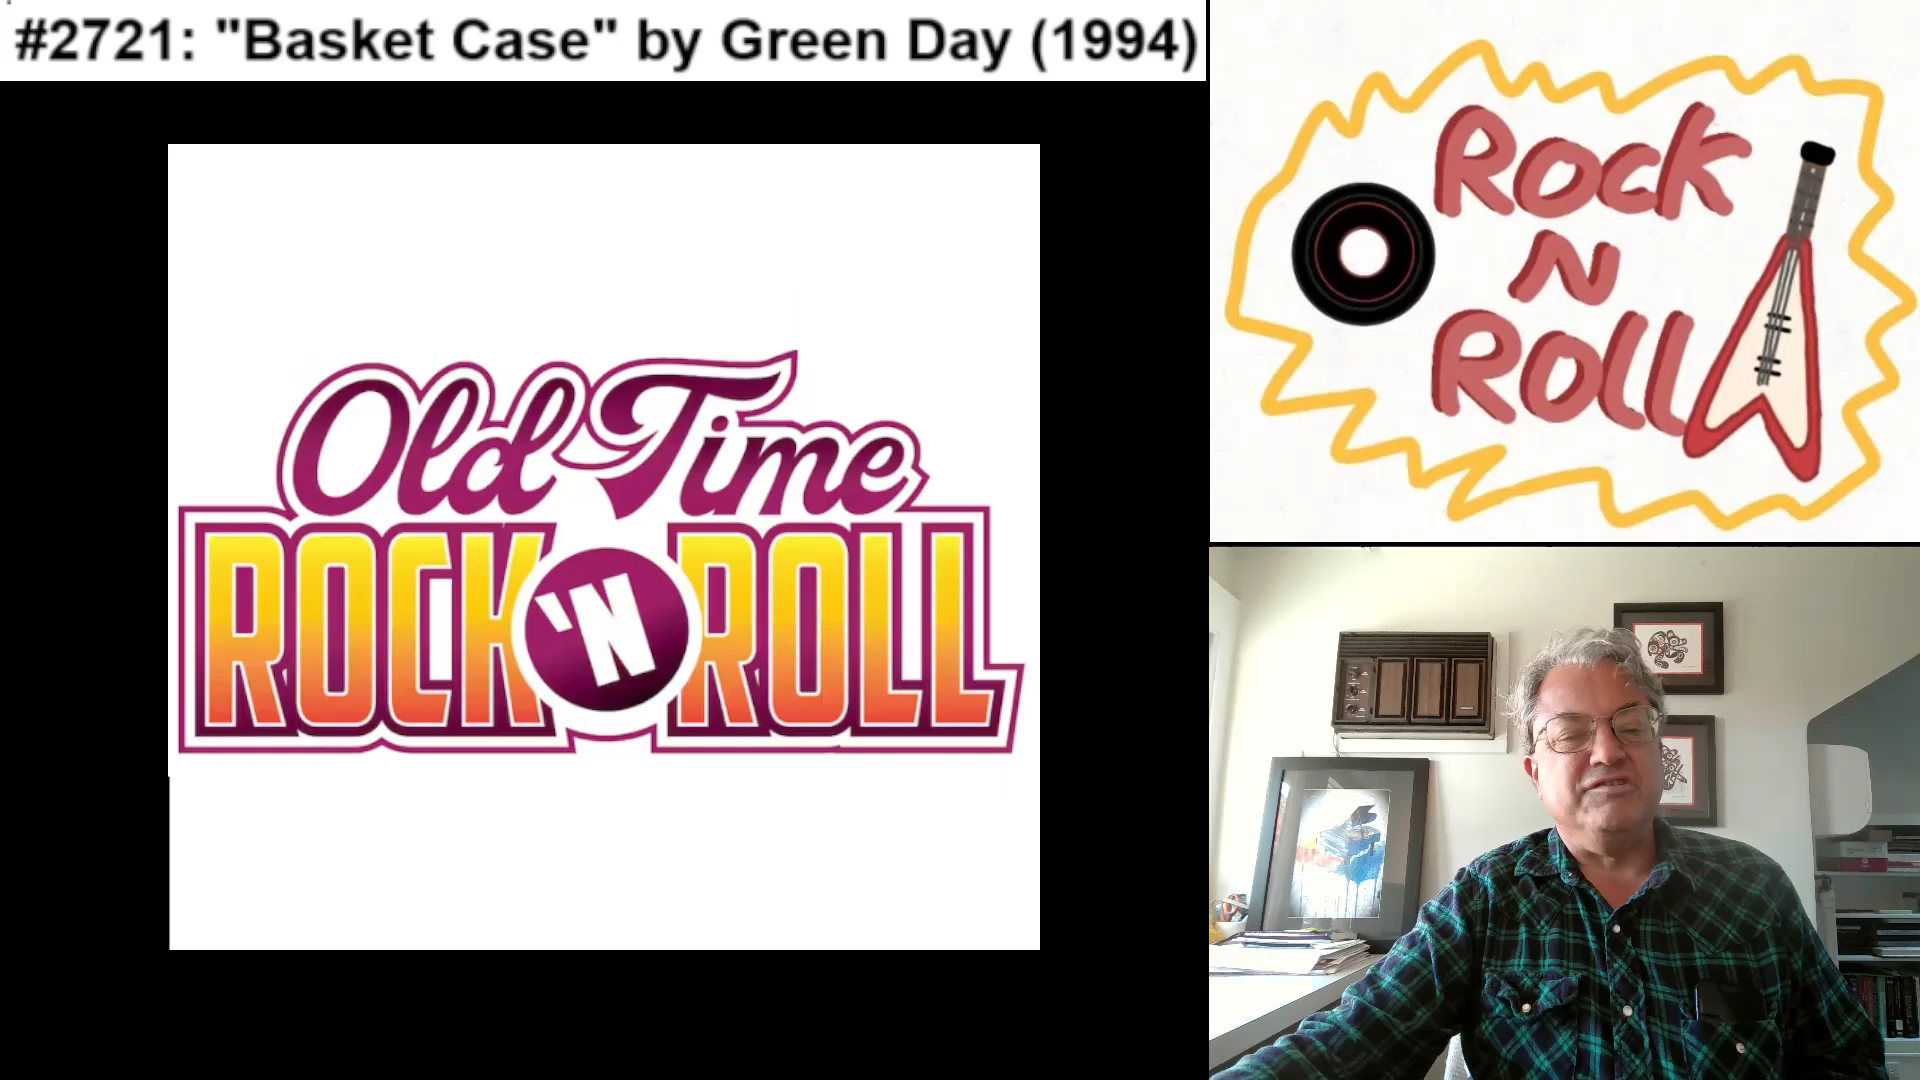 #2721: "Basket Case" by Green Day (1994)
Old Time
ROCK 'N ROLL
ROCK
N
ROLL